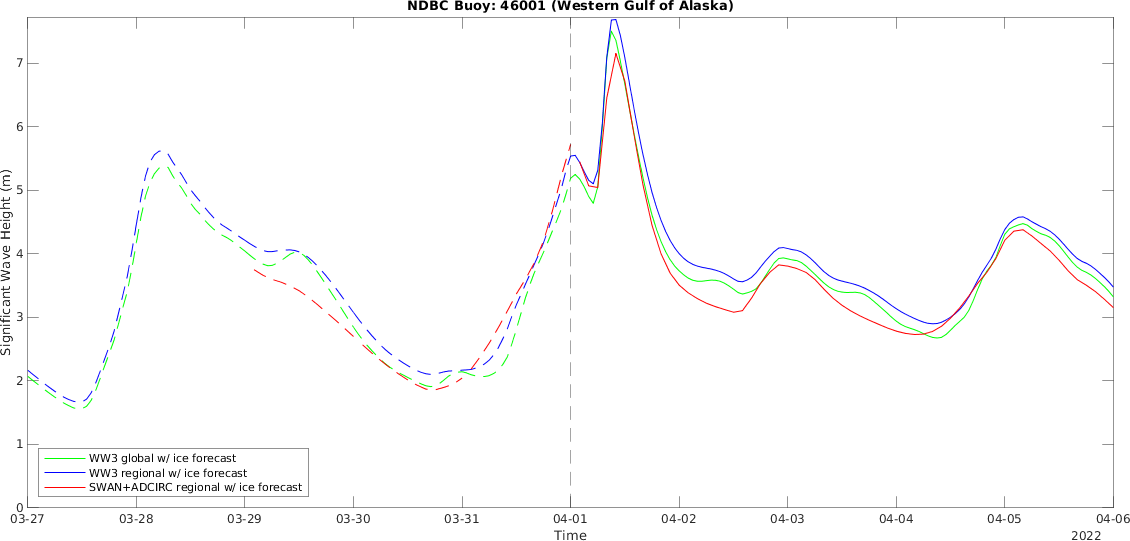 NDBC Buoy: 46001 (Western Gulf of Alaska)
Significant Wave Height (m)
7
6
5
4
3
2
1
0
WW3 global w/ ice forecast
WW3 regional w/ ice forecast
SWAN+ADCIRC regional w/ ice forecast
03-27 03-28 03-29 03-30 03-31 04-01 04-02 04-03 04-04 04-05 04-06
Time
2022